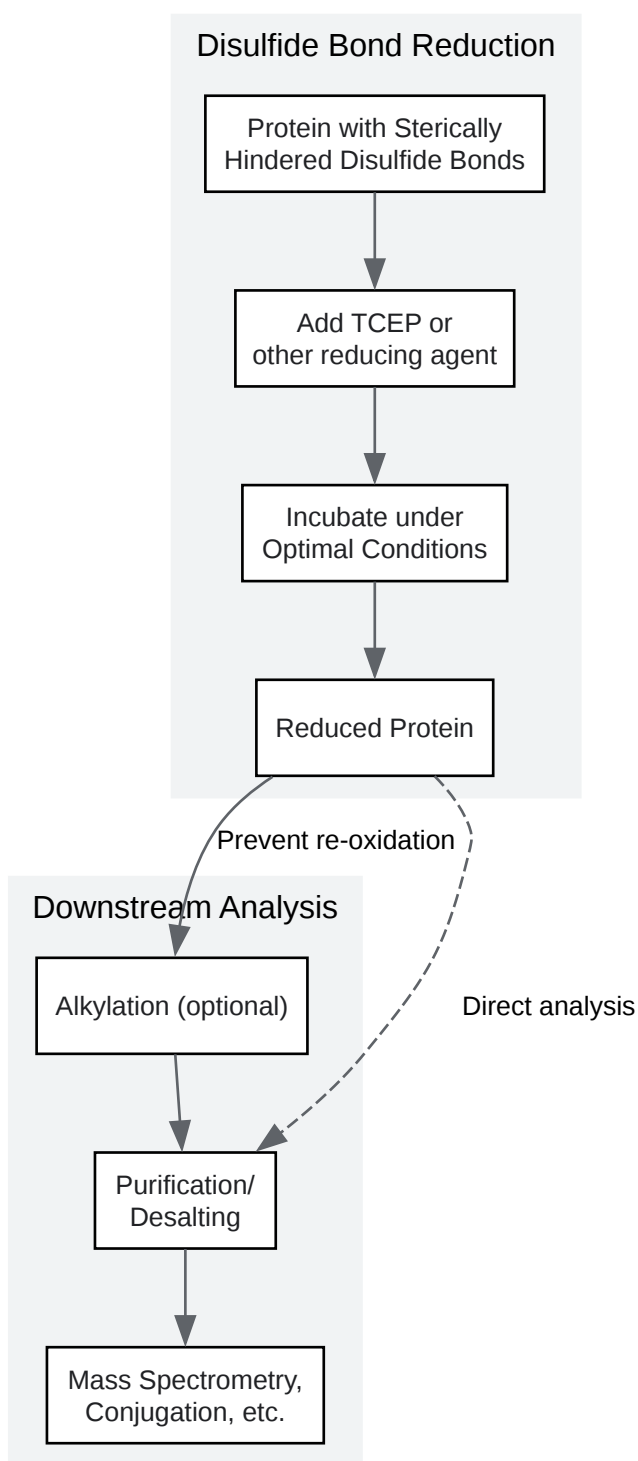 Disulfide Bond Reduction
Protein with Sterically
Hindered Disulfide Bonds
Add TCEP or
other reducing agent
Incubate under
Optimal Conditions
Reduced Protein
Prevent re-oxidation
Downstream Analysis
Alkylation (optional)
Direct analysis
Purification/
Desalting
Mass Spectrometry,
Conjugation, etc.